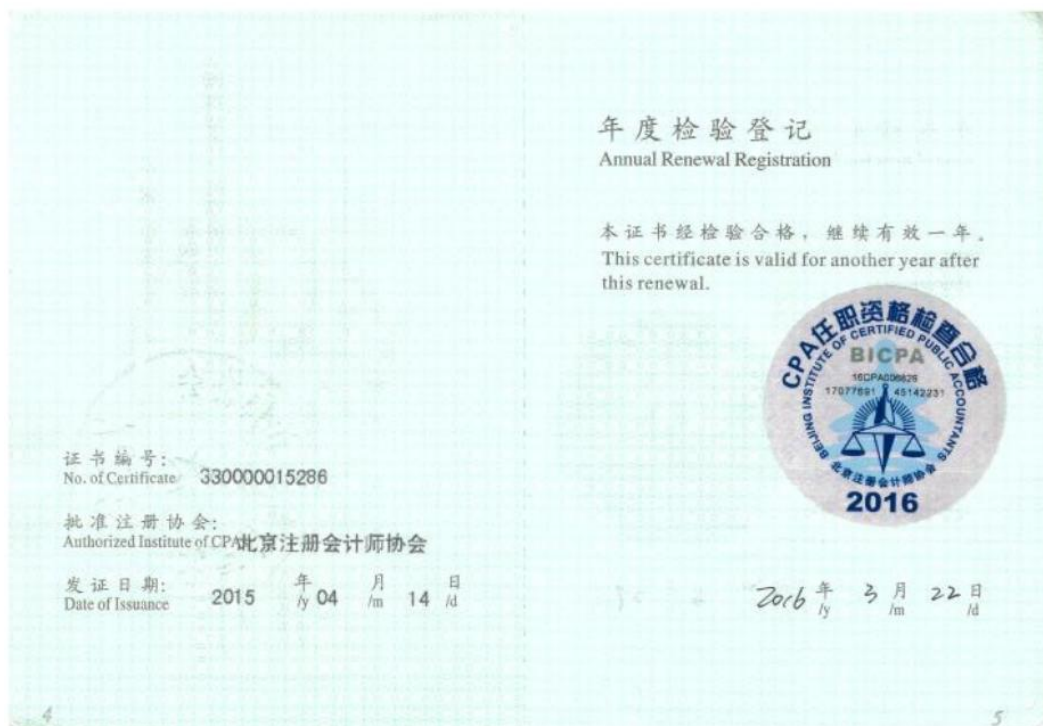 证书编号:
No. of Certificate 330000015286
批准注册协会:
Authorized Institute of CPA 北京注册会计师协会
发证日期:
Date of Issuance 2015 年 /y 04 月 /m 14 日 /d
4
年度检验登记
Annual Renewal Registration
本证书经检验合格，继续有效一年。
This certificate is valid for another year after
this renewal.
CPA任职资格检查合格
BEIJING INSTITUTE OF CERTIFIED PUBLIC ACCOUNTANTS
BICPA
17077691 45142231
北京注册会计师协会
2016
2016 年 /y 3 月 /m 22 日 /d
5